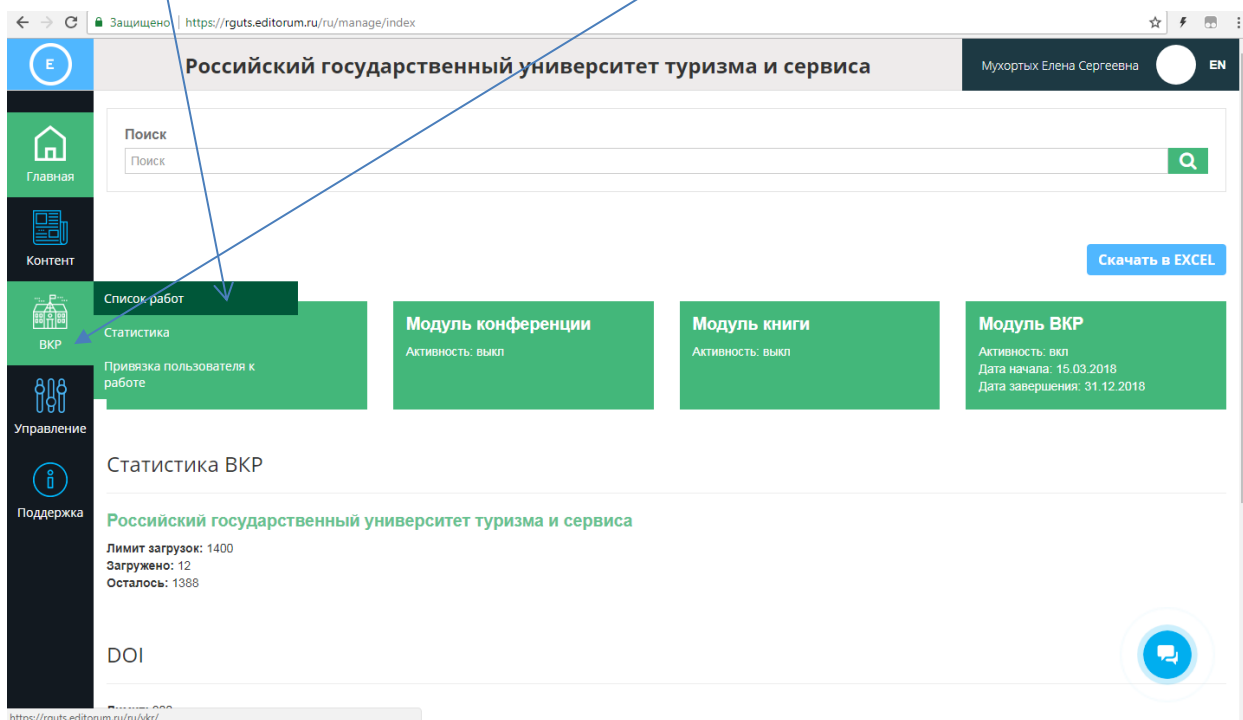 Защищено | https://rguts.editorum.ru/ru/manage/index
E
Российский государственный университет туризма и сервиса
Мухортых Елена Сергеевна
EN
Поиск
Поиск
Главная
Контент
Скачать в EXCEL
ВКР
Список работ
Статистика
Привязка пользователя к
работе
Модуль конференции
Активность: выкл
Модуль книги
Активность: выкл
Модуль ВКР
Активность: вкл
Дата начала: 15.03.2018
Дата завершения: 31.12.2018
Управление
Поддержка
Статистика ВКР
Российский государственный университет туризма и сервиса
Лимит загрузок: 1400
Загружено: 12
Осталось: 1388
DOI
https://rguts.editorum.ru/ru/vkr/